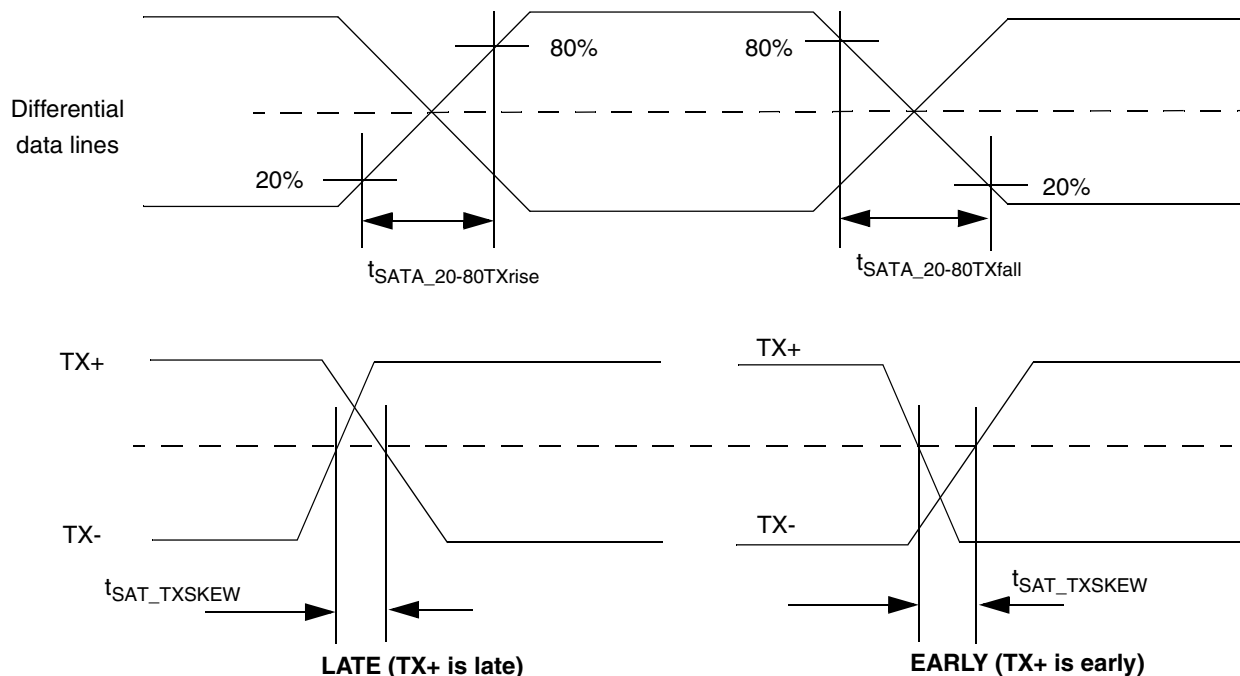 80%
80%
Differential
data lines
20%
20%
tSATA_20-80TXrise
tSATA_20-80TXfall
TX+
TX+
TX-
TX-
tSAT_TXSKEW
tSAT_TXSKEW
LATE (TX+ is late)
EARLY (TX+ is early)